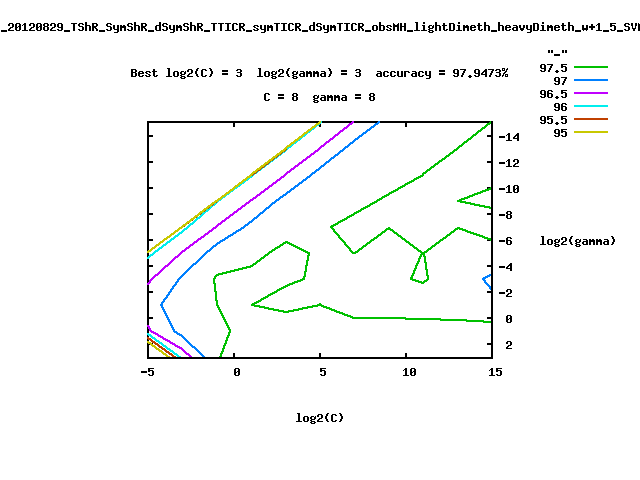 _20120829_TShR_SymShR_dSymShR_TTICR_symTICR_dSymTICR_obsMH_lightDimeth_heavyDimeth_w+1_5_SV
"-"
Best log2(C) = 3  log2(gamma) = 3  accuracy = 97.9473%
C = 8  gamma = 8
97.5
97
96.5
96
95.5
95
-14
-12
-10
-8
-6
-4
-2
0
2
log2(gamma)
-5 0 5 10 15
log2(C)